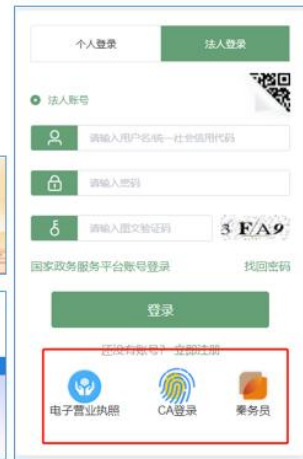 个人登录 法人登录
法人账号
请输入用户名/统一社会信用代码
请输入密码
请输入图文验证码 3 F/A9
国家政务服务平台账号登录 找回密码
登录
还没有账号？ 立即注册
电子营业执照 CA登录 秦务员